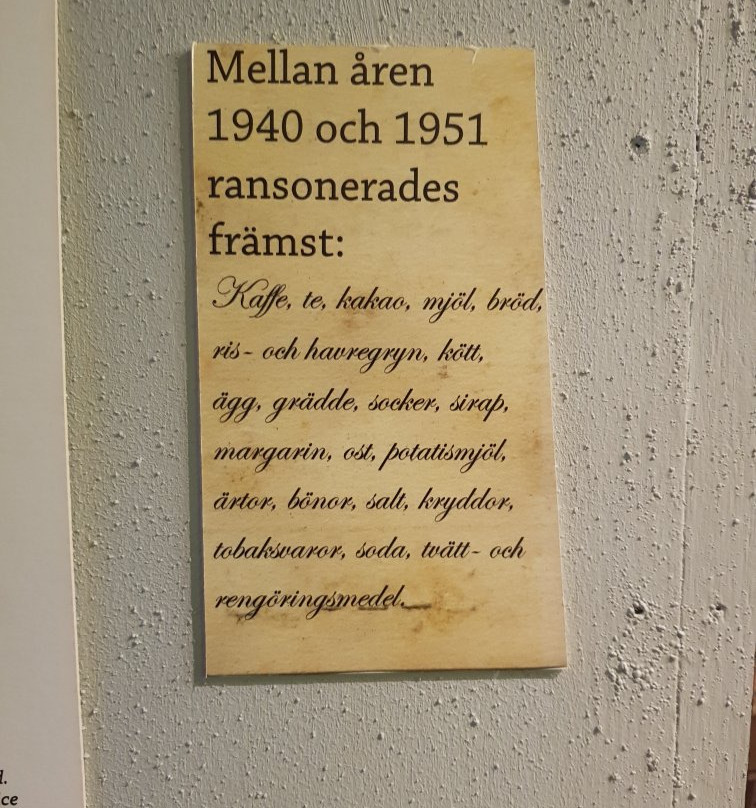 Mellan åren
1940 och 1951
ransonerades
främst:
Kaffe, te, kakao, mjöl, bröd,
ris- och havregryn, kött,
ägg, grädde, socker, sirap,
margarin, ost, potatismjöl,
ärtor, bönor, salt, kryddor,
tobaksvaror, soda, tvätt- och
rengöringsmedel.